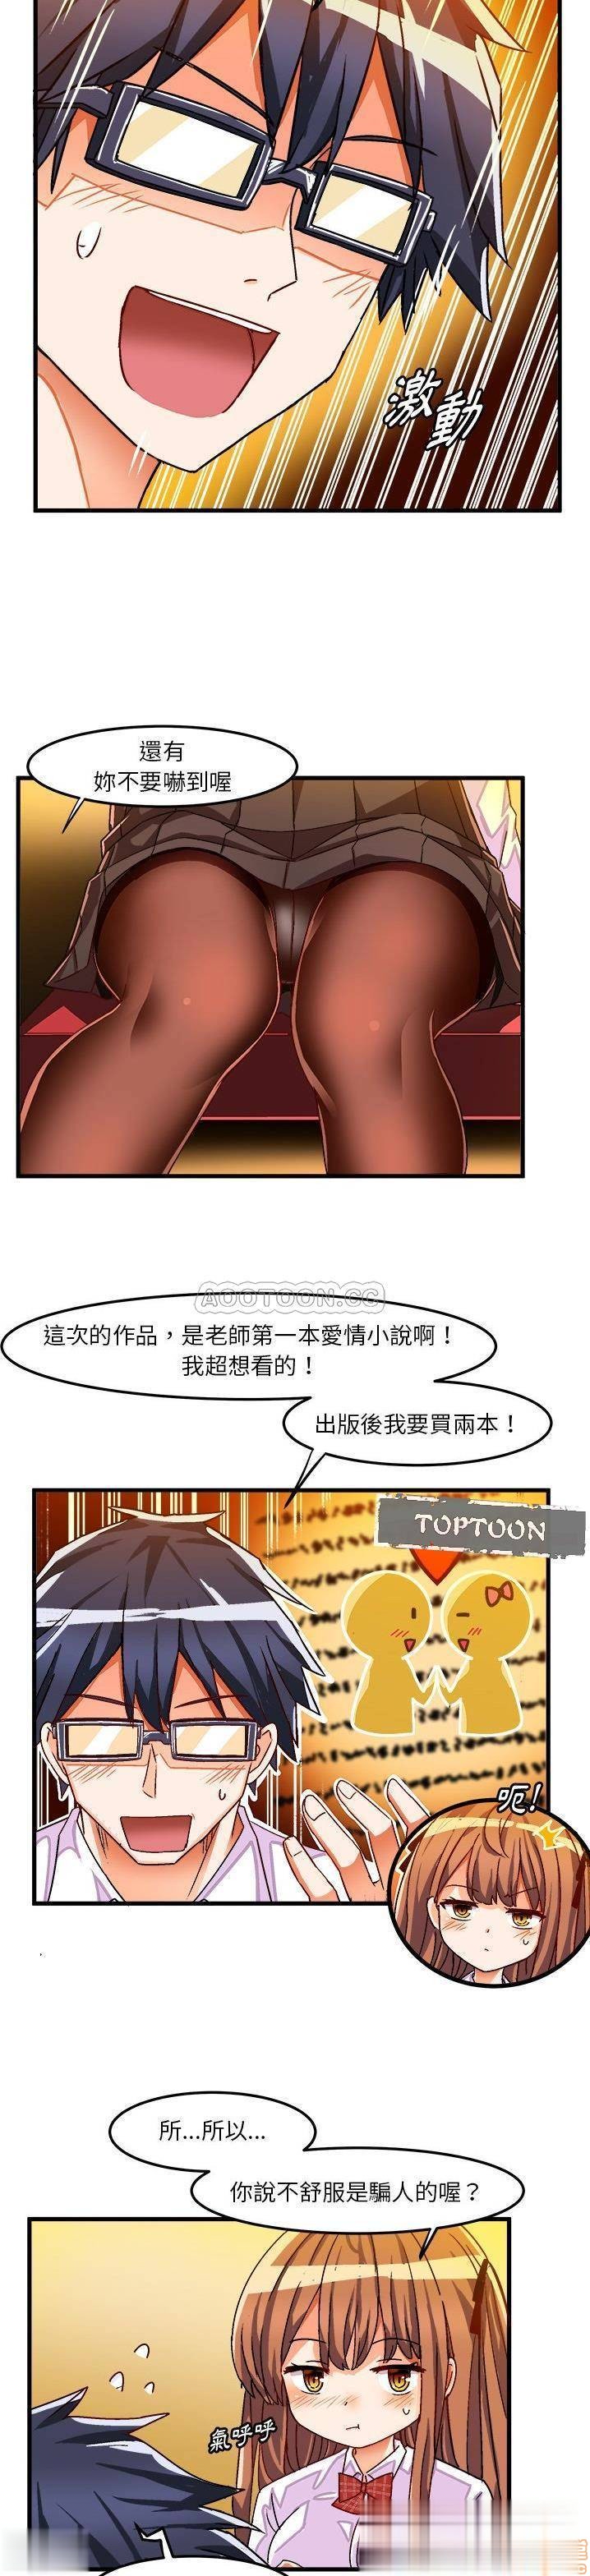 激動
還有
妳不要嚇到喔
AOOTOON.CC
這次的作品，是老師第一本愛情小說啊！
我超想看的！
出版後我要買兩本！
TOPTOON
呃！
所...所以...
你說不舒服是騙人的喔？
氣呼呼